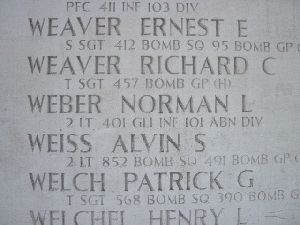 PFC 411 INF 103 DIV
WEAVER ERNEST E
S SGT 412 BOMB SQ 95 BOMB GP
WEAVER RICHARD C
T SGT 457 BOMB GP (H)
WEBER NORMAN L
2 LT 401 GLI INF 101 ABN DIV
WEISS ALVIN S
2 LT 852 BOMB SQ 491 BOMB GP
WELCH PATRICK G
T SGT 568 BOMB SQ 390 BOMB G
WELCHEL HENRY L